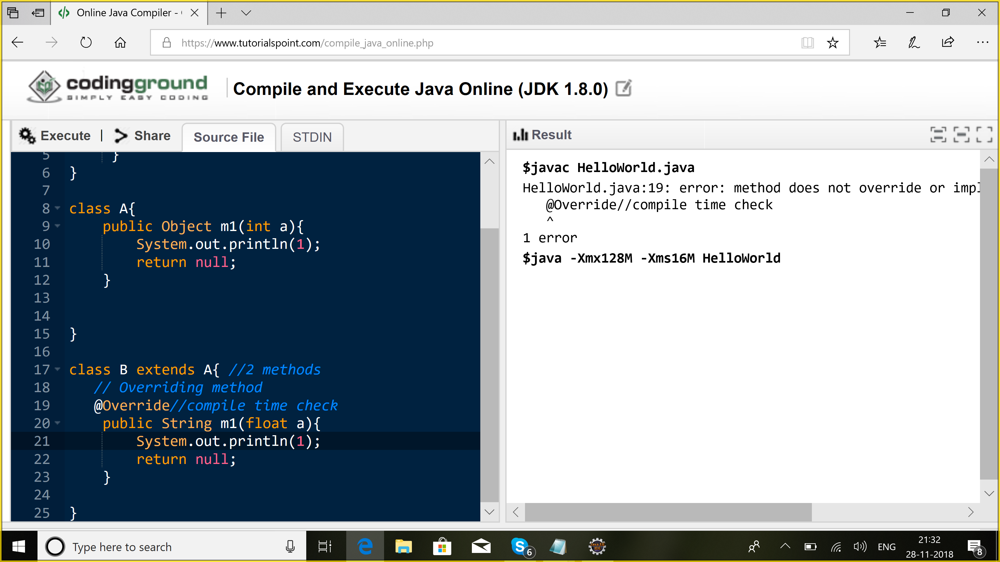 Online Java Compiler -
https://www.tutorialspoint.com/compile_java_online.php
codingground
SIMPLY EASY CODING
Compile and Execute Java Online (JDK 1.8.0)
Execute | Share Source File STDIN
5 }
6 }
7
8 class A{
9 public Object m1(int a){
10 System.out.println(1);
11 return null;
12 }
13
14
15 }
16
17 class B extends A{ //2 methods
18 // Overriding method
19 @Override//compile time check
20 public String m1(float a){
21 System.out.println(1);
22 return null;
23 }
24
25 }
Result
$javac HelloWorld.java
HelloWorld.java:19: error: method does not override or impl
@Override//compile time check
^
1 error
$java -Xmx128M -Xms16M HelloWorld
Type here to search
6
Java EE
IDE
ENG
21:32
28-11-2018
8